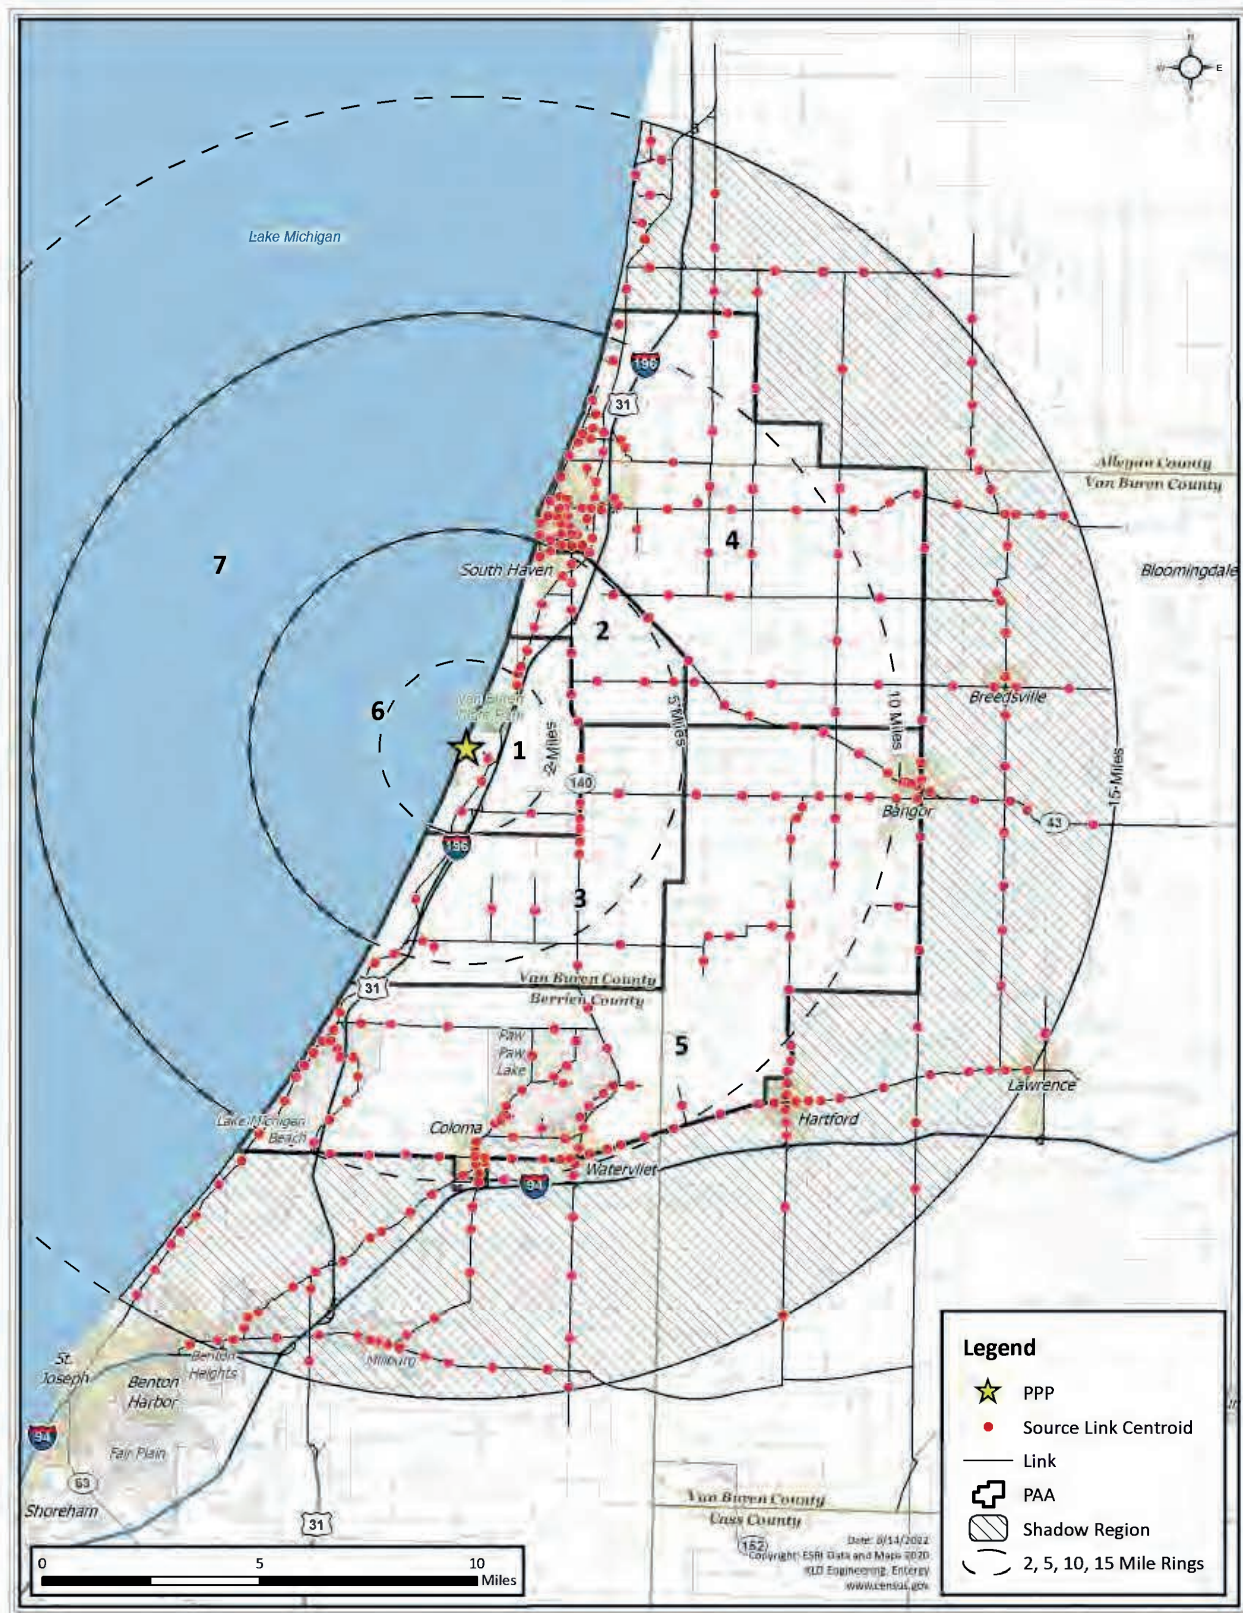 N
W
E
S
Lake Michigan
196
31
Allegan County
Van Buren County
4
7
South Haven
Bloomingdale
2
Breedsville
6
Van Buren
State Park
1
2 Miles
5 Miles
10 Miles
15 Miles
140
Bangor
43
196
3
Van Buren County
Berrien County
31
Paw
Paw
Lake
5
Lawrence
Lake Michigan
Beach
Coloma
Hartford
Watervliet
94
St.
Joseph
Benton
Heights
Millburg
Benton
Harbor
94
Fair Plain
63
Shoreham
31
Van Buren County
Cass County
152
Date: 6/14/2022
Copyright: ESRI Data and Maps 2020
KLD Engineering, Entergy
www.census.gov
0
5
10
Miles
Legend
PPP
Source Link Centroid
Link
PAA
Shadow Region
2, 5, 10, 15 Mile Rings